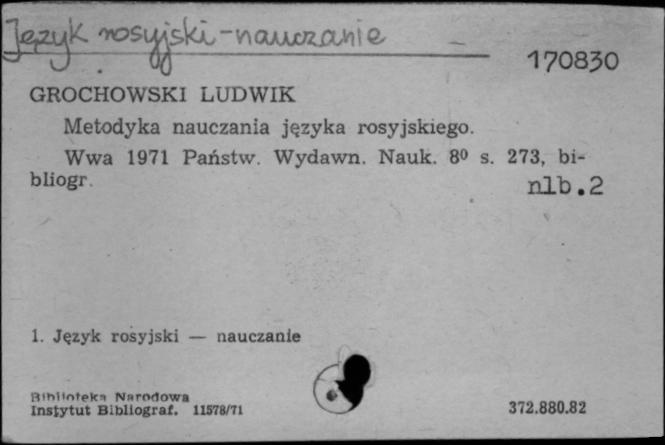 Język rosyjski - nauczanie
170830
GROCHOWSKI LUDWIK
Metodyka nauczania języka rosyjskiego.
Wwa 1971 Państw. Wydawn. Nauk. 8⁰ s. 273, bi-
bliogr.
nlb.2
1. Język rosyjski — nauczanie
Biblioteka Narodowa
Instytut Bibliograf. 11578/71
372.880.82